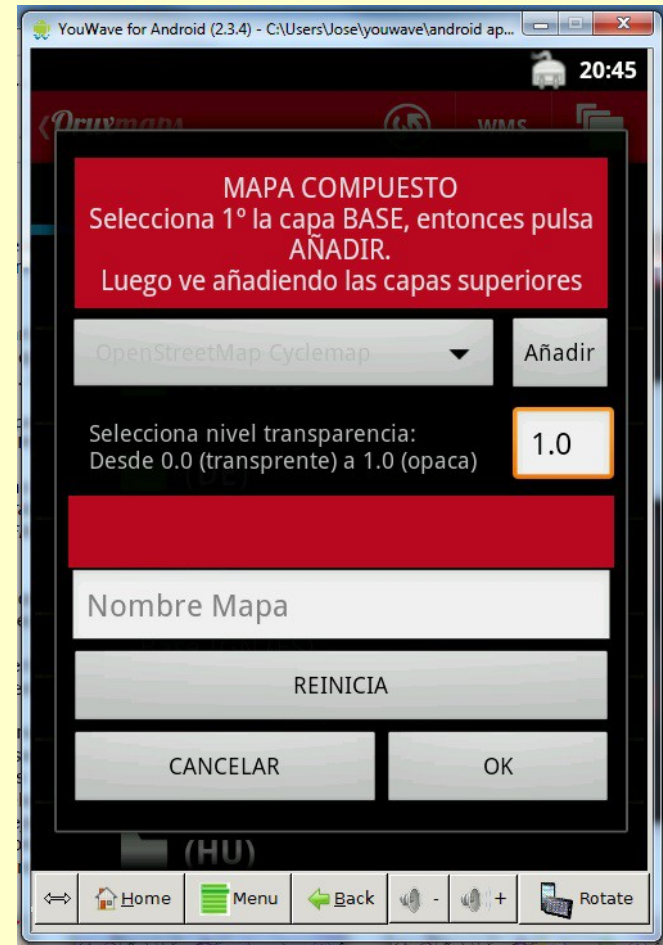 YouWave for Android (2.3.4) - C:\Users\Jose\youwave\android ap...
20:45
Oruxmaps
WMS
MAPA COMPUESTO
Selecciona 1º la capa BASE, entonces pulsa
AÑADIR.
Luego ve añadiendo las capas superiores
OpenStreetMap Cyclemap
Añadir
Selecciona nivel transparencia:
Desde 0.0 (transprente) a 1.0 (opaca)
1.0
(DE)
Nombre Mapa
REINICIA
CANCELAR
OK
(HU)
Home
Menu
Back
-
+
Rotate